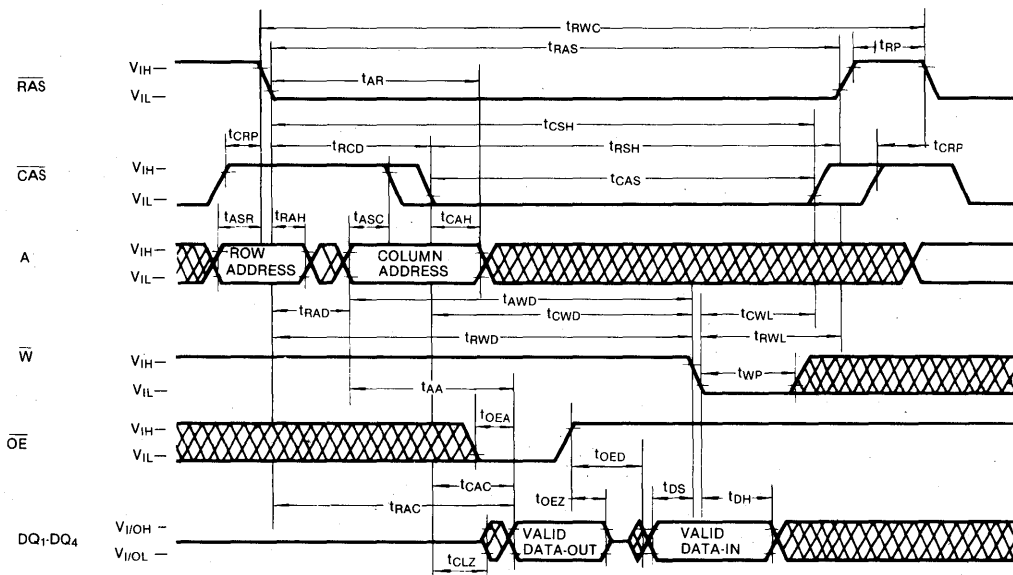 tRWC
tRAS
tRP
RAS
VIH
VIL
tAR
tCSH
tCRP
tRCD
tRSH
tCRP
CAS
VIH
VIL
tCAS
tASR
tRAH
tASC
tCAH
A
VIH
VIL
ROW
ADDRESS
COLUMN
ADDRESS
tRAD
tAWD
tCWD
tCWL
tRWD
tRWL
W
VIH
VIL
tWP
tAA
tOEA
OE
VIH
VIL
tOED
tCAC
tRAC
tOEZ
tDS
tDH
DQ1-DQ4
VI/OH
VI/OL
VALID
DATA-OUT
VALID
DATA-IN
tCLZ